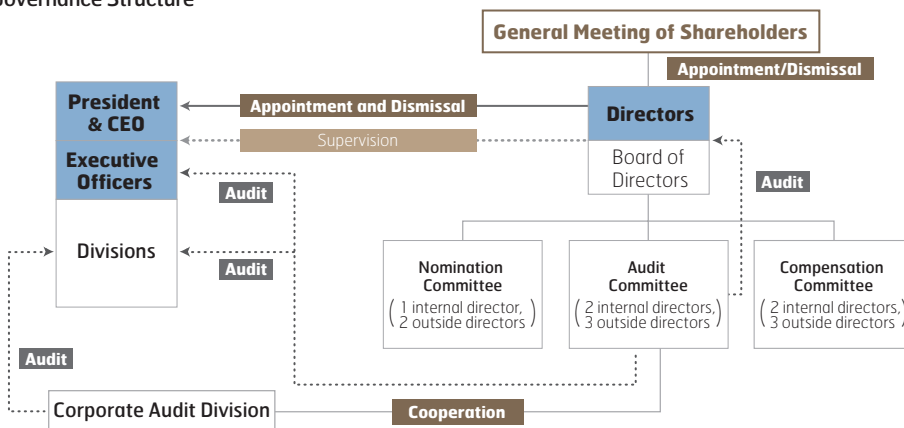 Governance Structure
General Meeting of Shareholders
Appointment/Dismissal
President
& CEO
Appointment and Dismissal
Directors
Supervision
Executive
Officers
Board of
Directors
Audit
Audit
Divisions
Audit
Nomination
Committee
(1 internal director,
2 outside directors)
Audit
Committee
(2 internal directors,
3 outside directors)
Compensation
Committee
(2 internal directors,
3 outside directors)
Audit
Corporate Audit Division
Cooperation